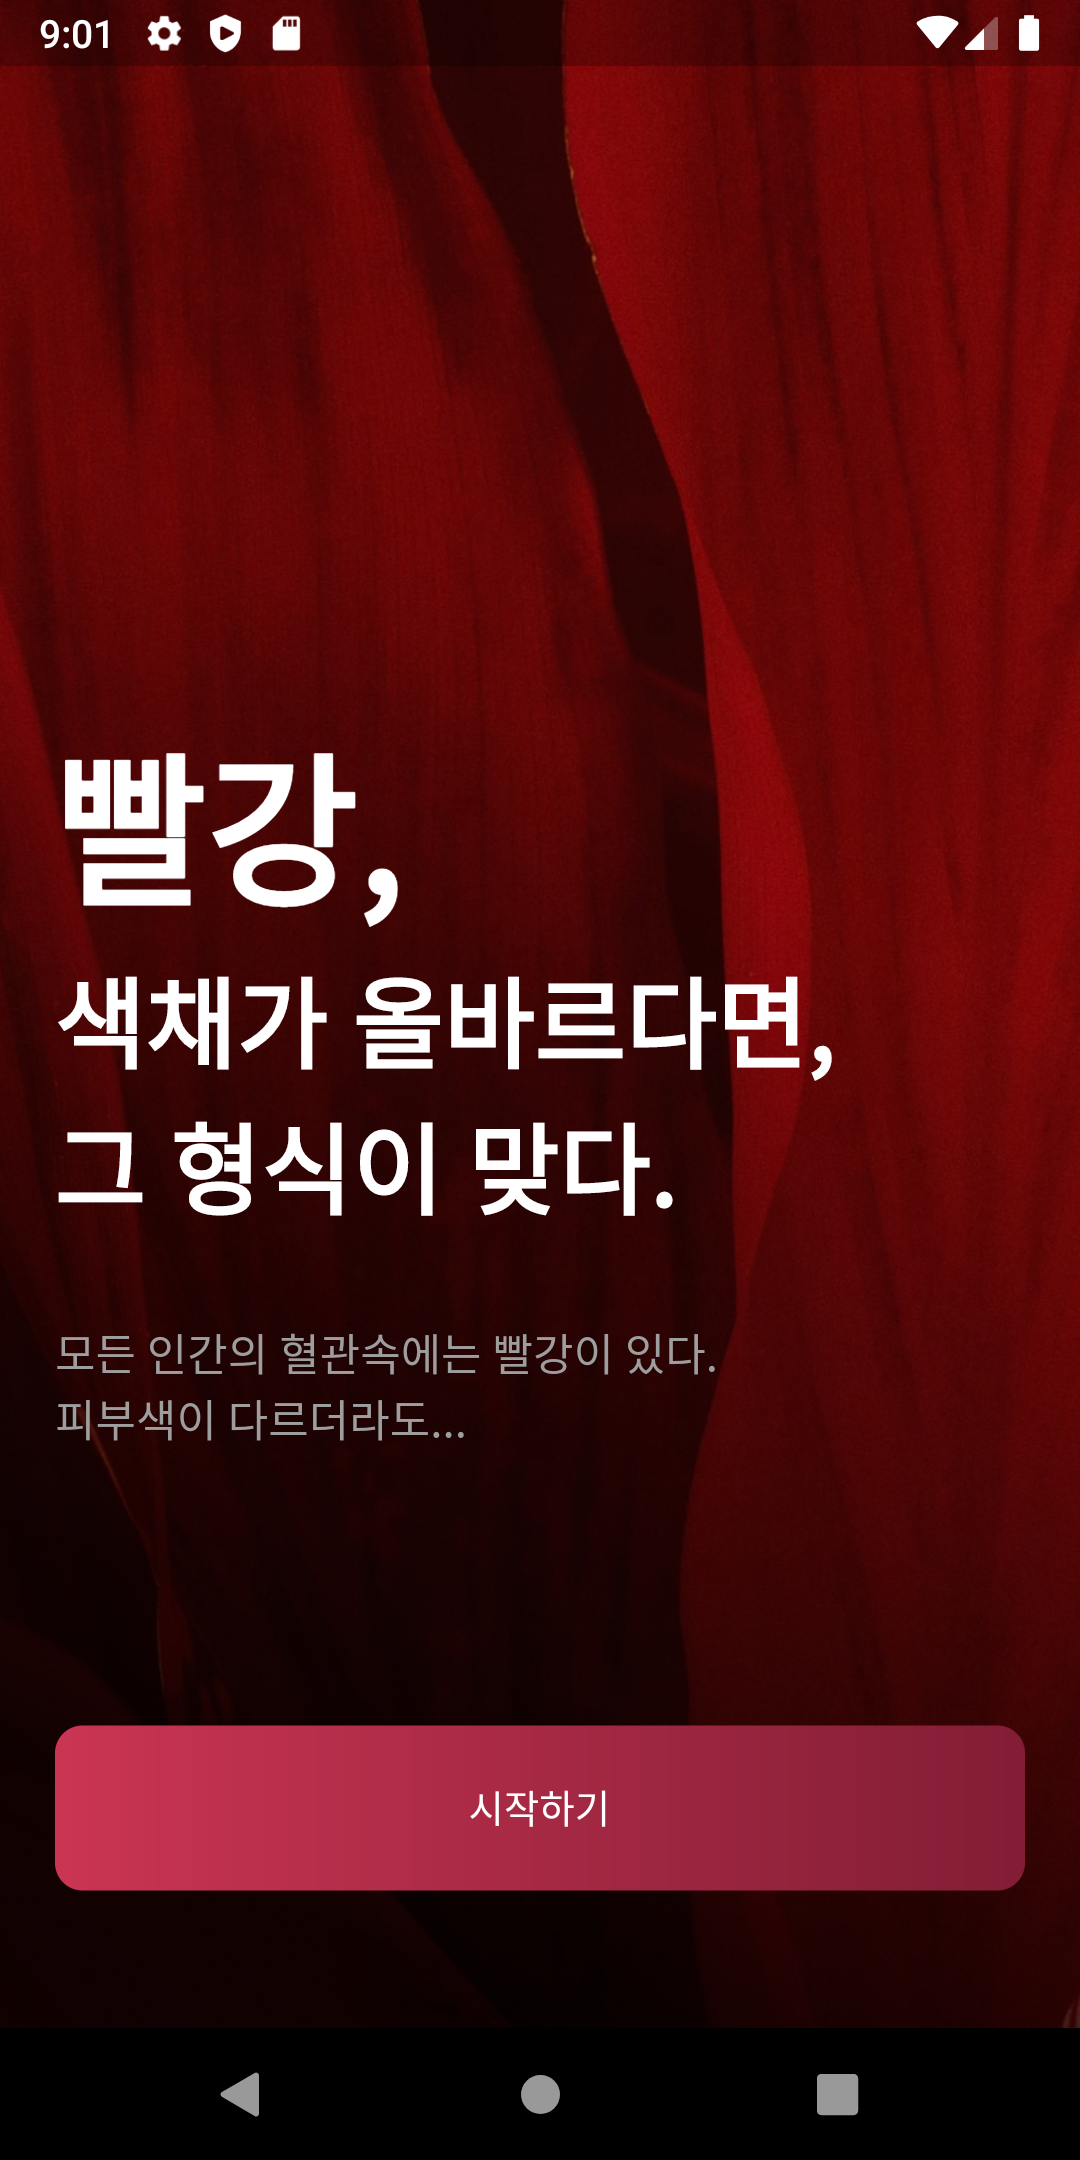 9:01
빨강,
색채가 올바르다면,
그 형식이 맞다.
모든 인간의 혈관속에는 빨강이 있다.
피부색이 다르더라도...
시작하기